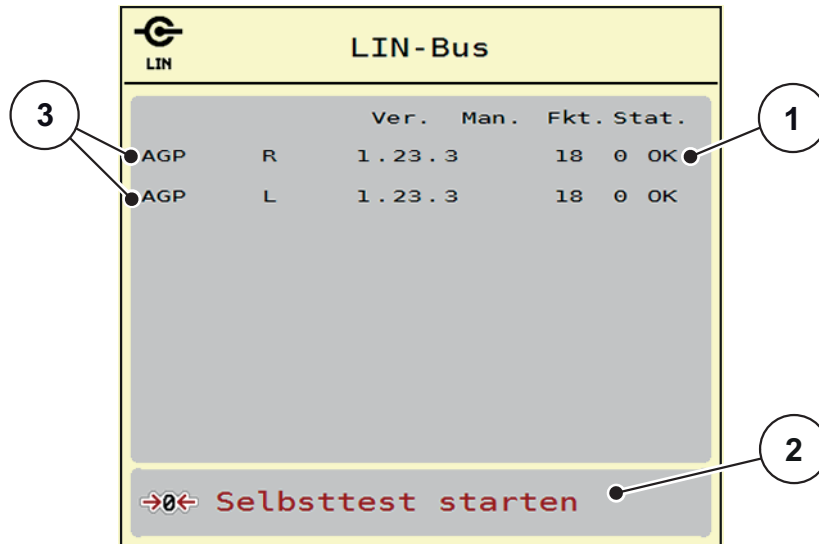 LIN-Bus
LIN
Ver. Man. Fkt. Stat.
AGP R 1.23.3 18 0 OK
AGP L 1.23.3 18 0 OK
→0← Selbsttest starten
3
1
2